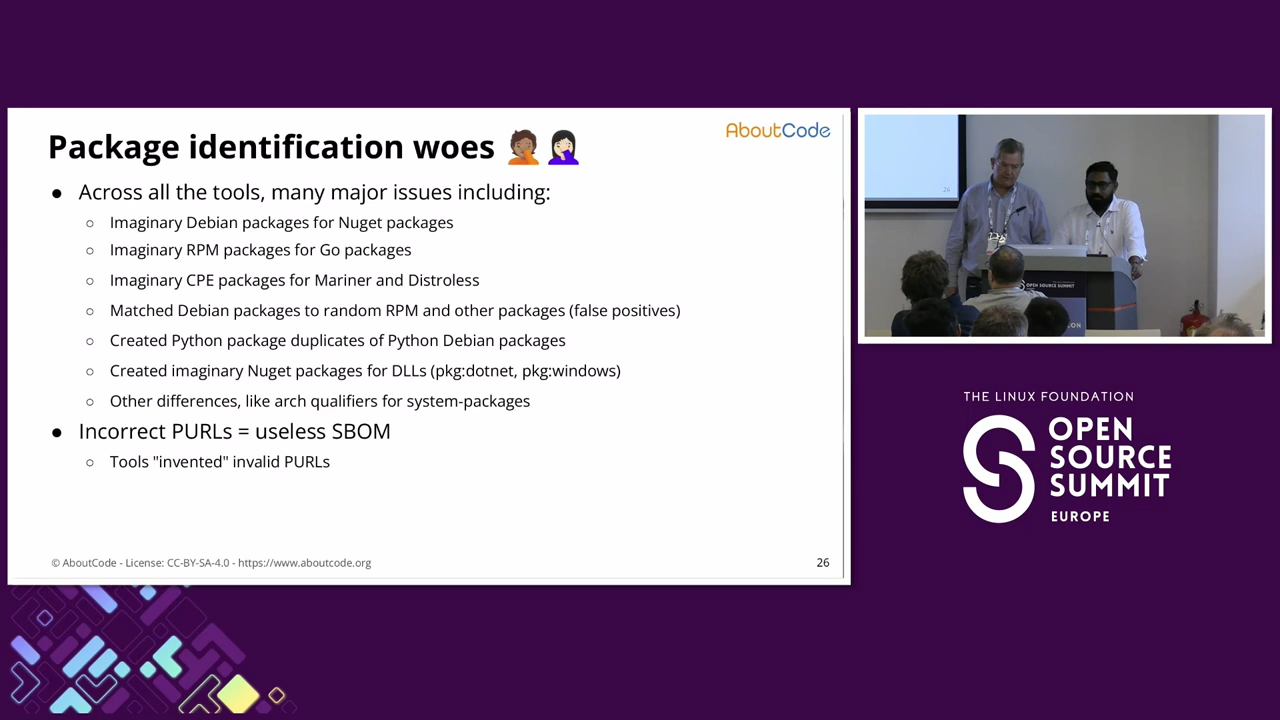 Package identification woes
AboutCode
● Across all the tools, many major issues including:
○ Imaginary Debian packages for Nuget packages
○ Imaginary RPM packages for Go packages
○ Imaginary CPE packages for Mariner and Distroless
○ Matched Debian packages to random RPM and other packages (false positives)
○ Created Python package duplicates of Python Debian packages
○ Created imaginary Nuget packages for DLLs (pkg:dotnet, pkg:windows)
○ Other differences, like arch qualifiers for system-packages
● Incorrect PURLs = useless SBOM
○ Tools "invented" invalid PURLs
© AboutCode - License: CC-BY-SA-4.0 - https://www.aboutcode.org
26
26
OPEN SOURCE SUMMIT
THE LINUX FOUNDATION
OPEN
SOURCE
SUMMIT
EUROPE